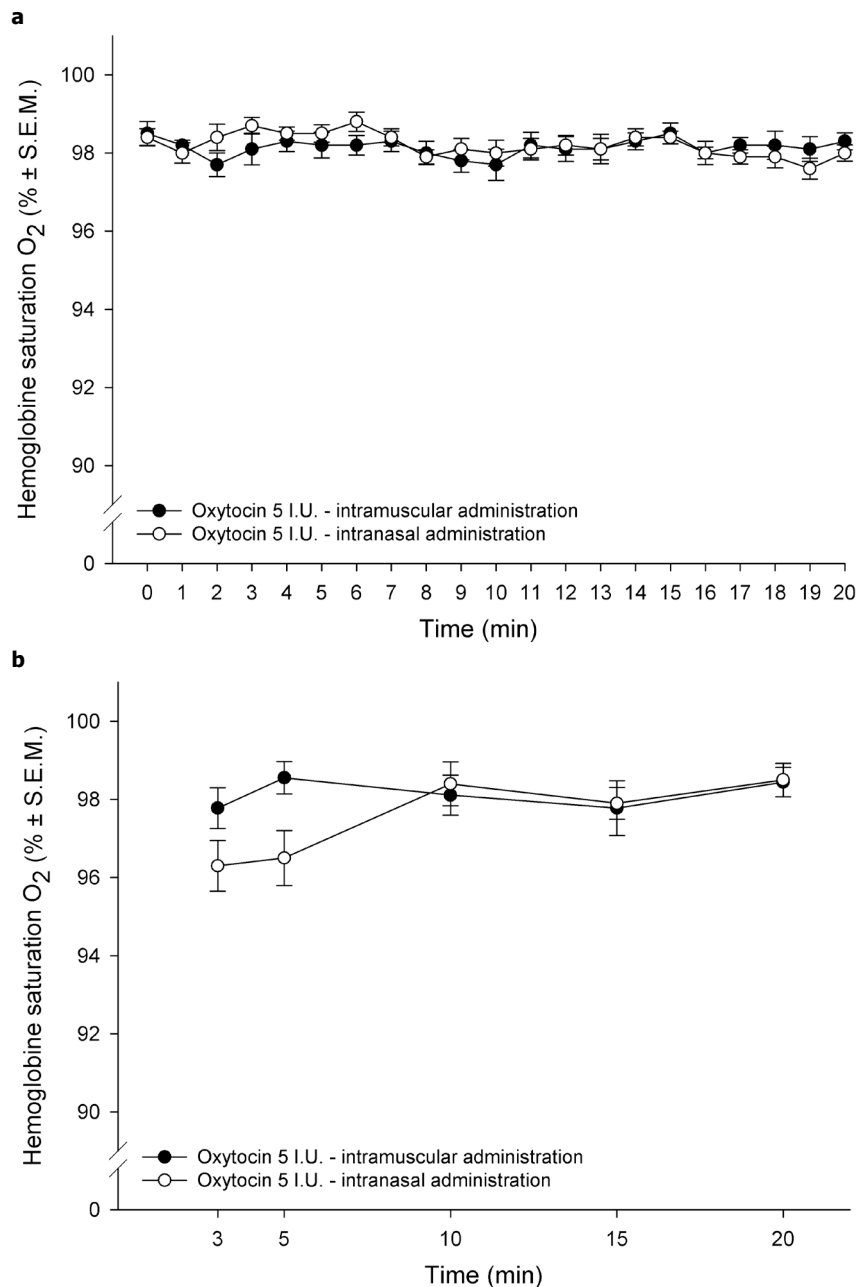 a
Hemoglobine saturation O2 (% ± S.E.M.)
100
98
96
94
92
90
0
Oxytocin 5 I.U. - intramuscular administration
Oxytocin 5 I.U. - intranasal administration
0 1 2 3 4 5 6 7 8 9 10 11 12 13 14 15 16 17 18 19 20
Time (min)
b
Hemoglobine saturation O2 (% ± S.E.M.)
100
98
96
94
92
90
0
Oxytocin 5 I.U. - intramuscular administration
Oxytocin 5 I.U. - intranasal administration
3 5 10 15 20
Time (min)